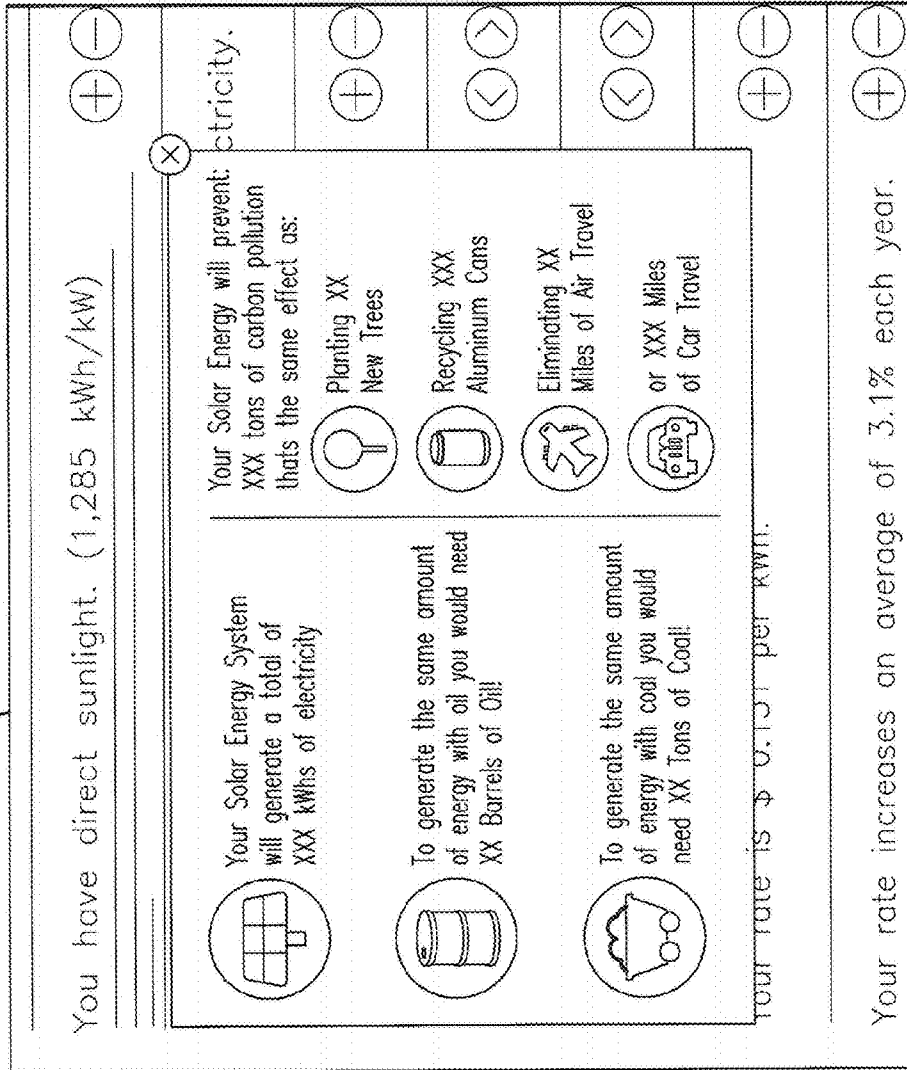 You have direct sunlight. (1,285 kWh/kW)
ctricity.
Your Solar Energy System
will generate a total of
XXX kWhs of electricity
To generate the same amount
of energy with oil you would need
XX Barrels of Oil!
To generate the same amount
of energy with coal you would
need XX Tons of Coal!
Your Solar Energy will prevent:
XXX tons of carbon pollution
thats the same effect as:
Planting XX
New Trees
Recycling XXX
Aluminum Cans
Eliminating XX
Miles of Air Travel
or XXX Miles
of Car Travel
Your rate is $ per kWh.
Your rate increases an average of 3.1% each year.